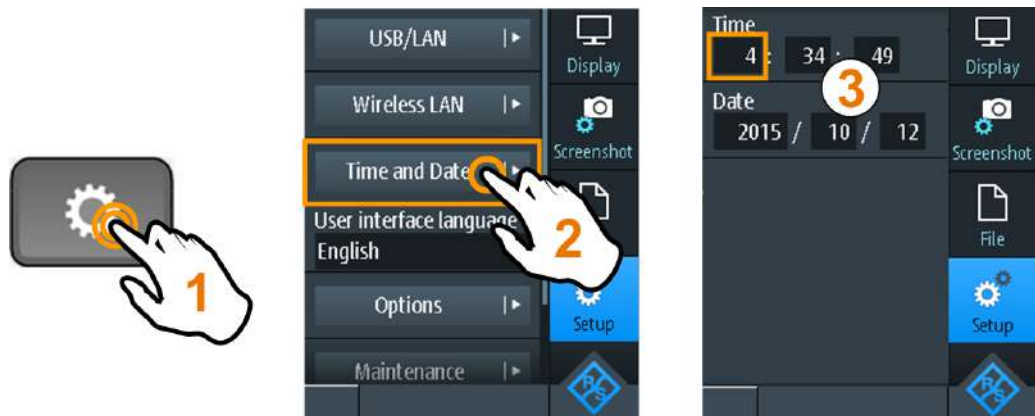 1
USB/LAN
Wireless LAN
Time and Date
User interface language
English
Options
Maintenance
2
Display
Screenshot
Setup
R&S
Time
4 : 34 : 49
3
Date
2015 / 10 / 12
Display
Screenshot
File
Setup
R&S